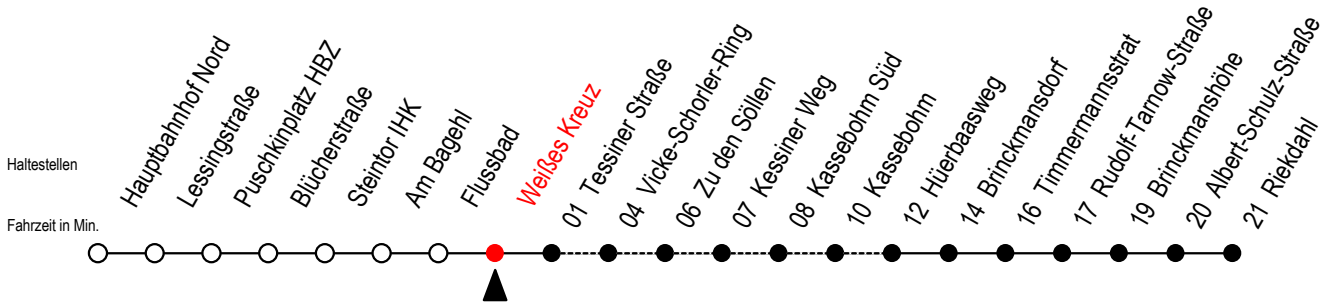 Haltestellen
Fahrzeit in Min.
Hauptbahnhof Nord
Lessingstraße
Puschkinplatz HBZ
Blücherstraße
Steintor IHK
Am Bagehl
Flussbad
Weißes Kreuz
01 Tessiner Straße
04 Vicke-Schorler-Ring
06 Zu den Söllen
07 Kessiner Weg
08 Kassebohm Süd
10 Kassebohm
12 Hüerbaasweg
14 Brinckmansdorf
16 Timmermannsstrat
17 Rudolf-Tarnow-Straße
19 Brinckmanshöhe
20 Albert-Schulz-Straße
21 Riekdahl